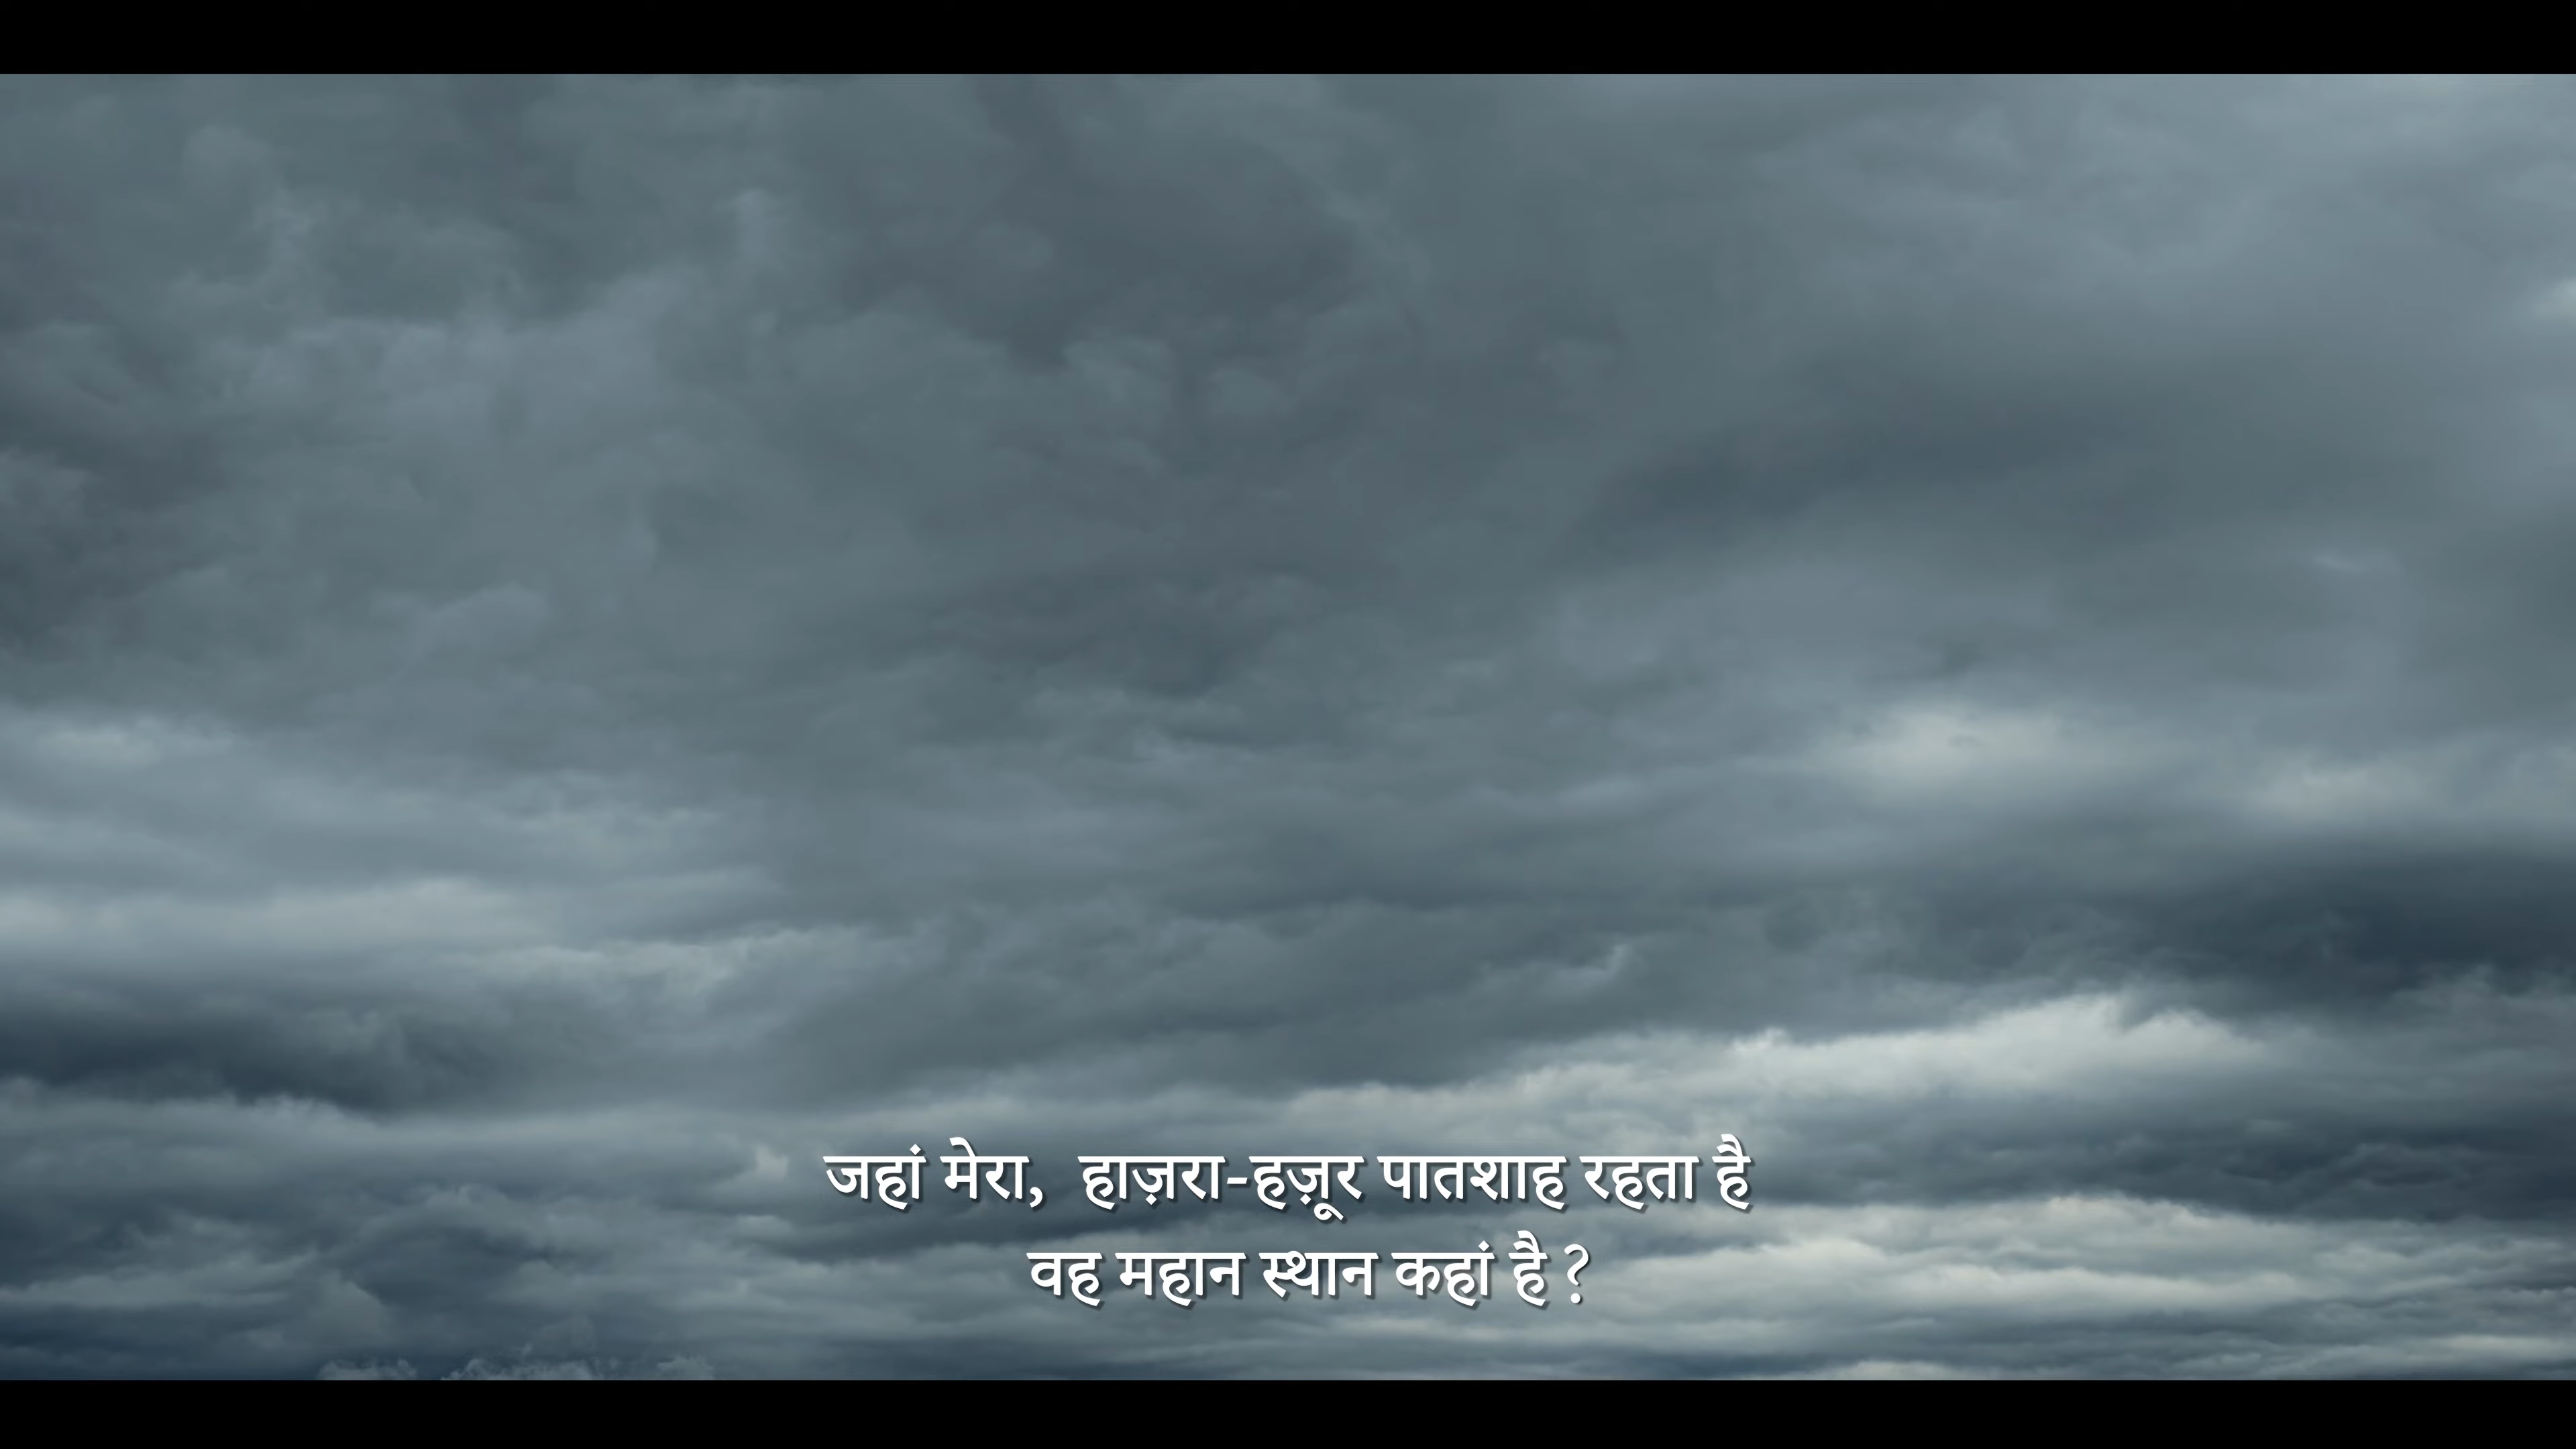 जहां मेरा,  हाज़रा-हज़ूर पातशाह रहता है
वह महान स्थान कहां है ?